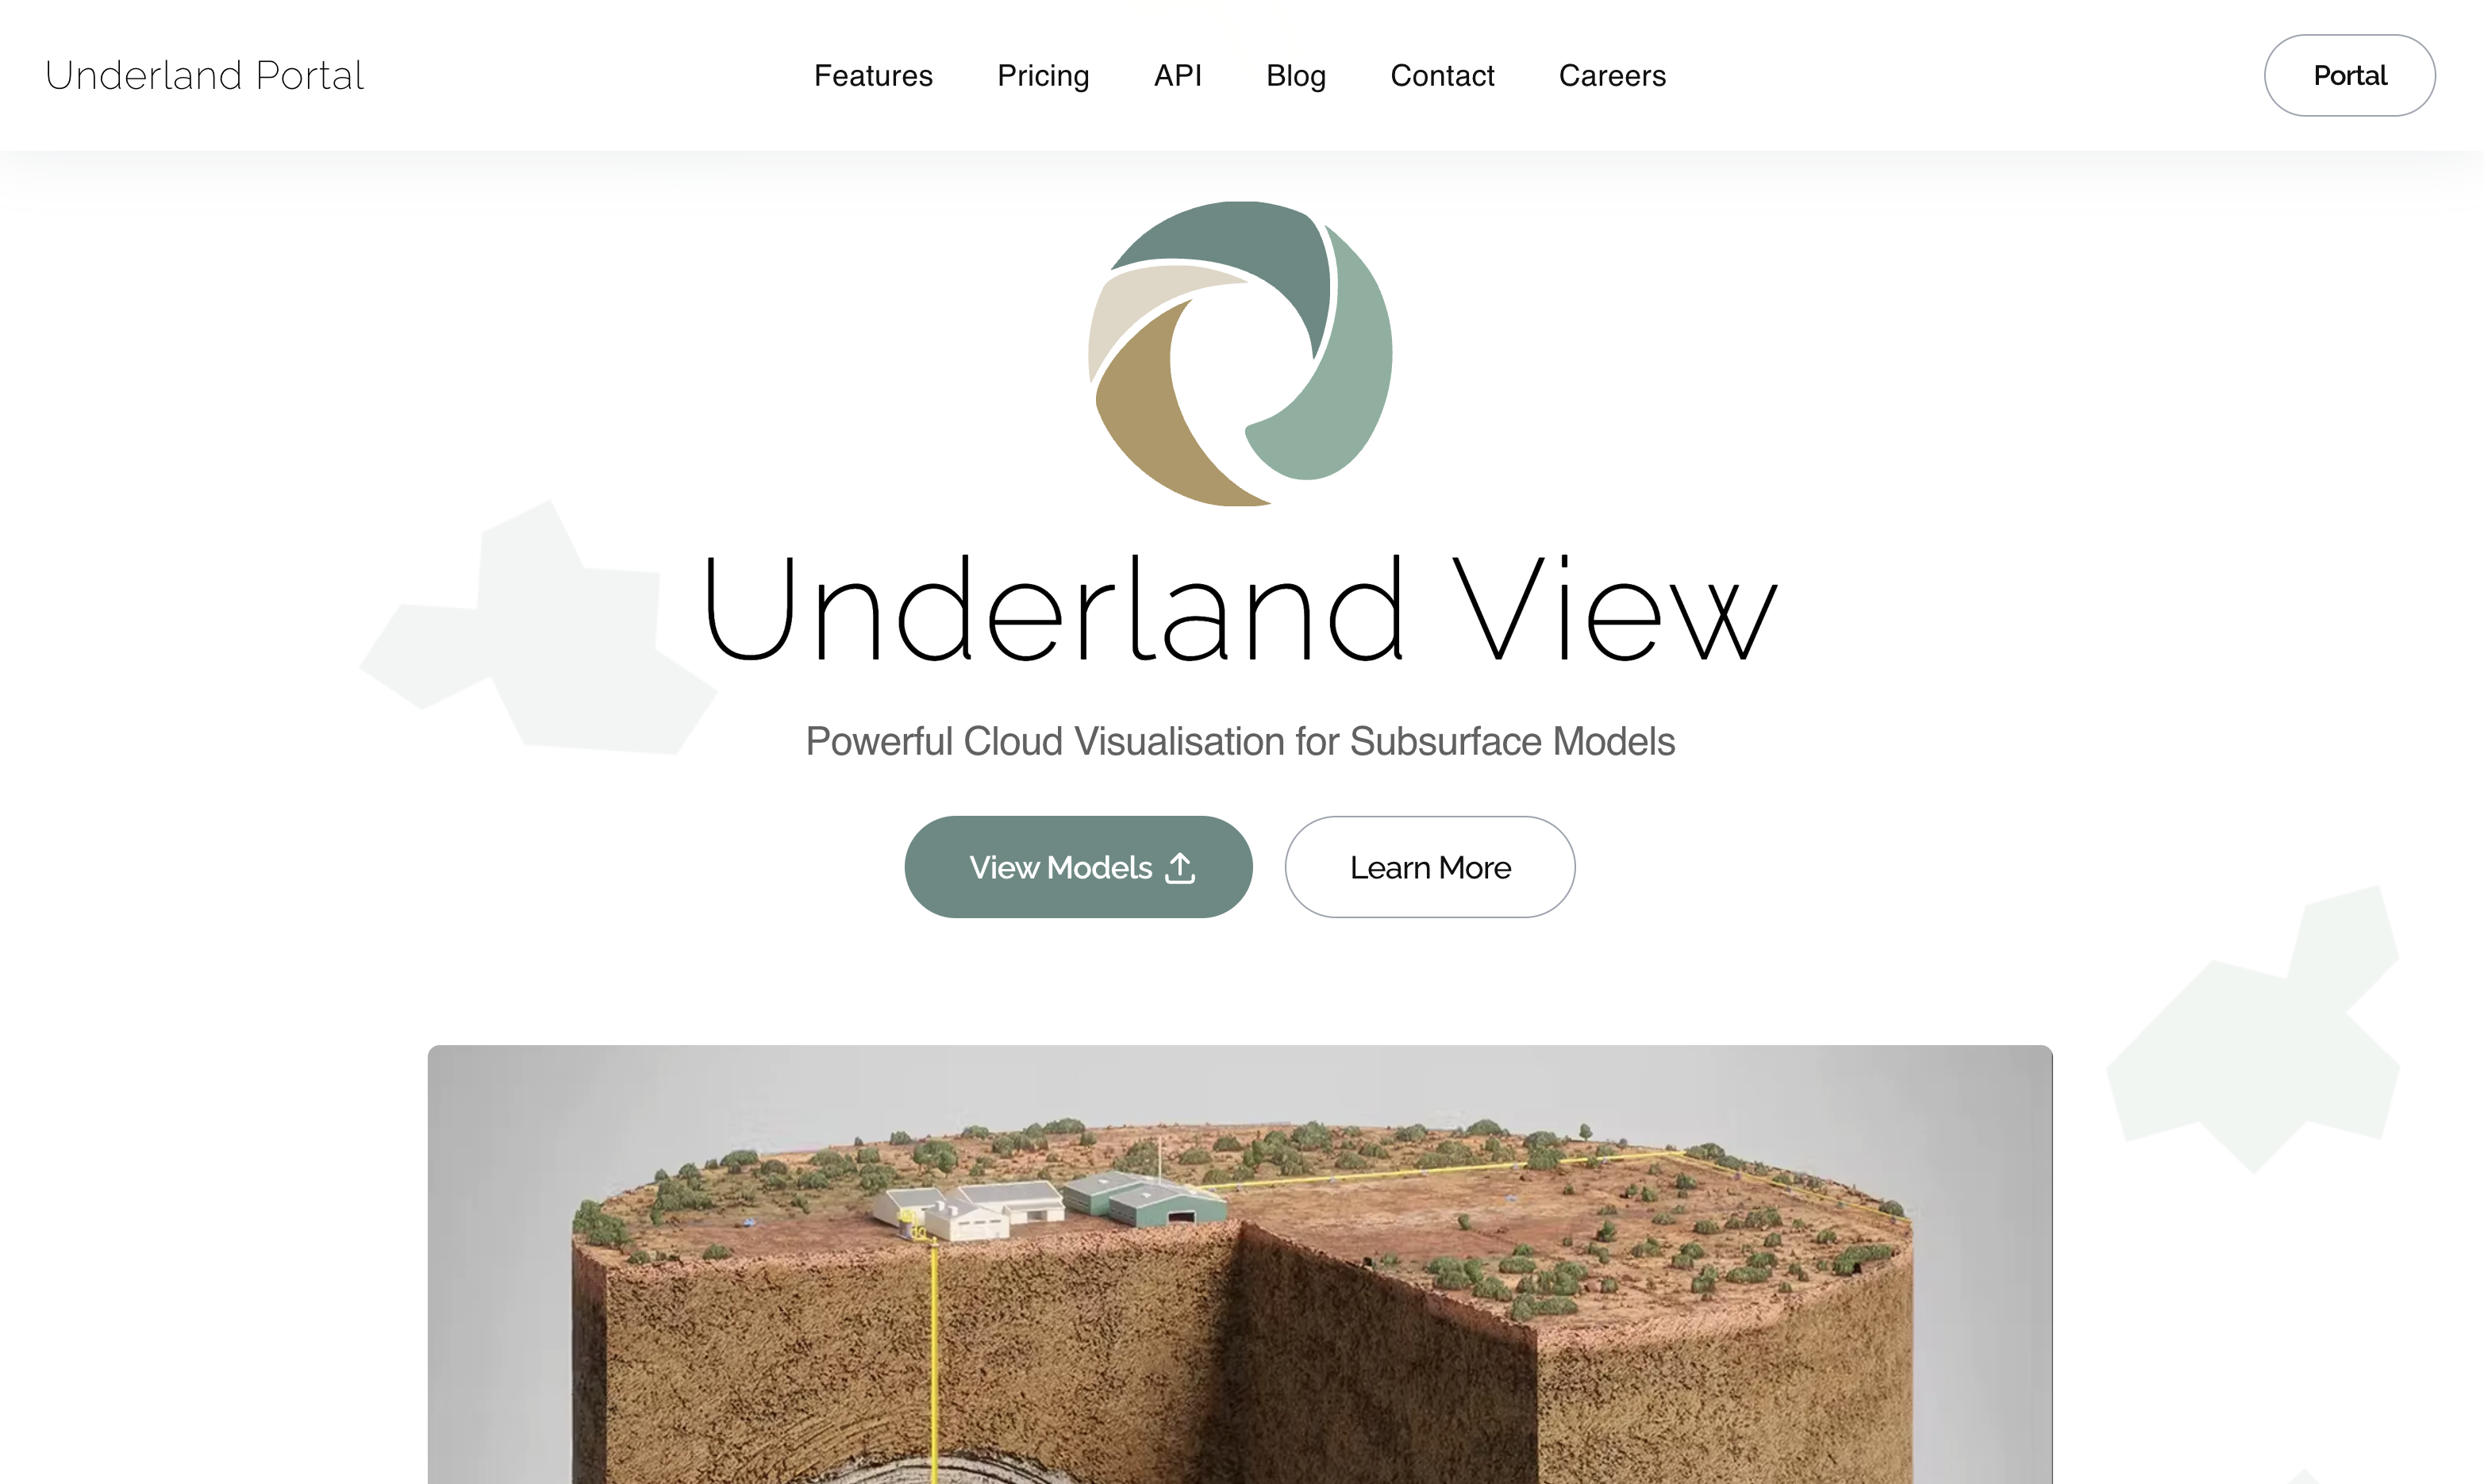 Underland Portal
Features Pricing API Blog Contact Careers
Portal
Underland View
Powerful Cloud Visualisation for Subsurface Models
View Models
Learn More